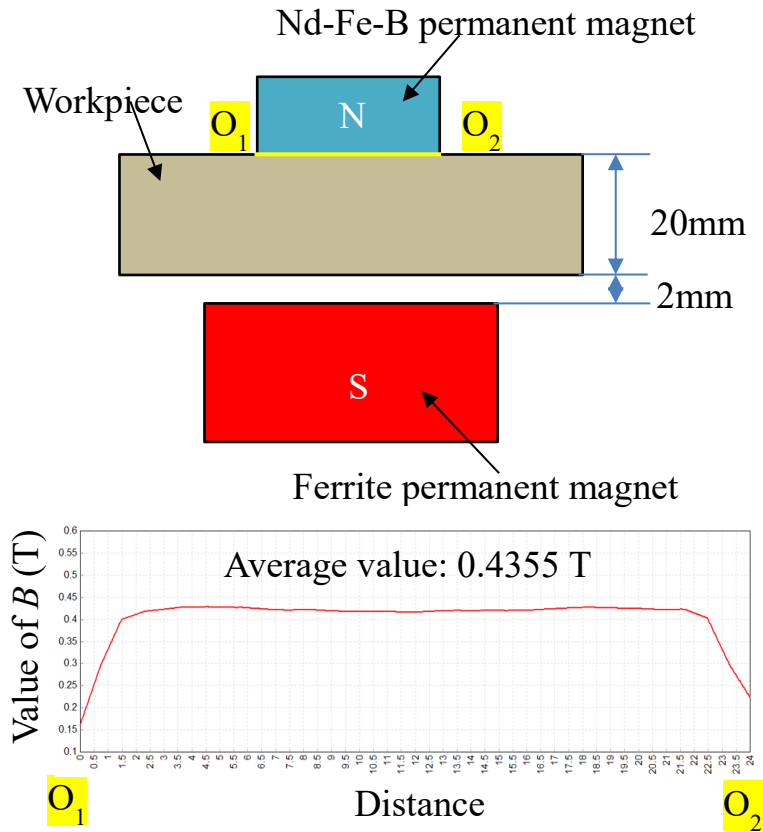 Nd-Fe-B permanent magnet
Workpiece
N
O1
O2
20mm
2mm
S
Ferrite permanent magnet
Average value: 0.4355 T
Value of B (T)
0.6
0.55
0.5
0.45
0.4
0.3
0.25
0.2
0.15
0.1
0 0.5 1 1.5 2 2.5 3 3.5 4 4.5 5 5.5 6 6.5 7 7.5 8 8.5 9 9.5 10 10.5 11 11.5 12 12.5 13 13.5 14 14.5 15 15.5 16 16.5 17 17.5 18 18.5 19 19.5 20 20.5 21 21.5 22 22.5 23 23.5 24
O1
Distance
O2